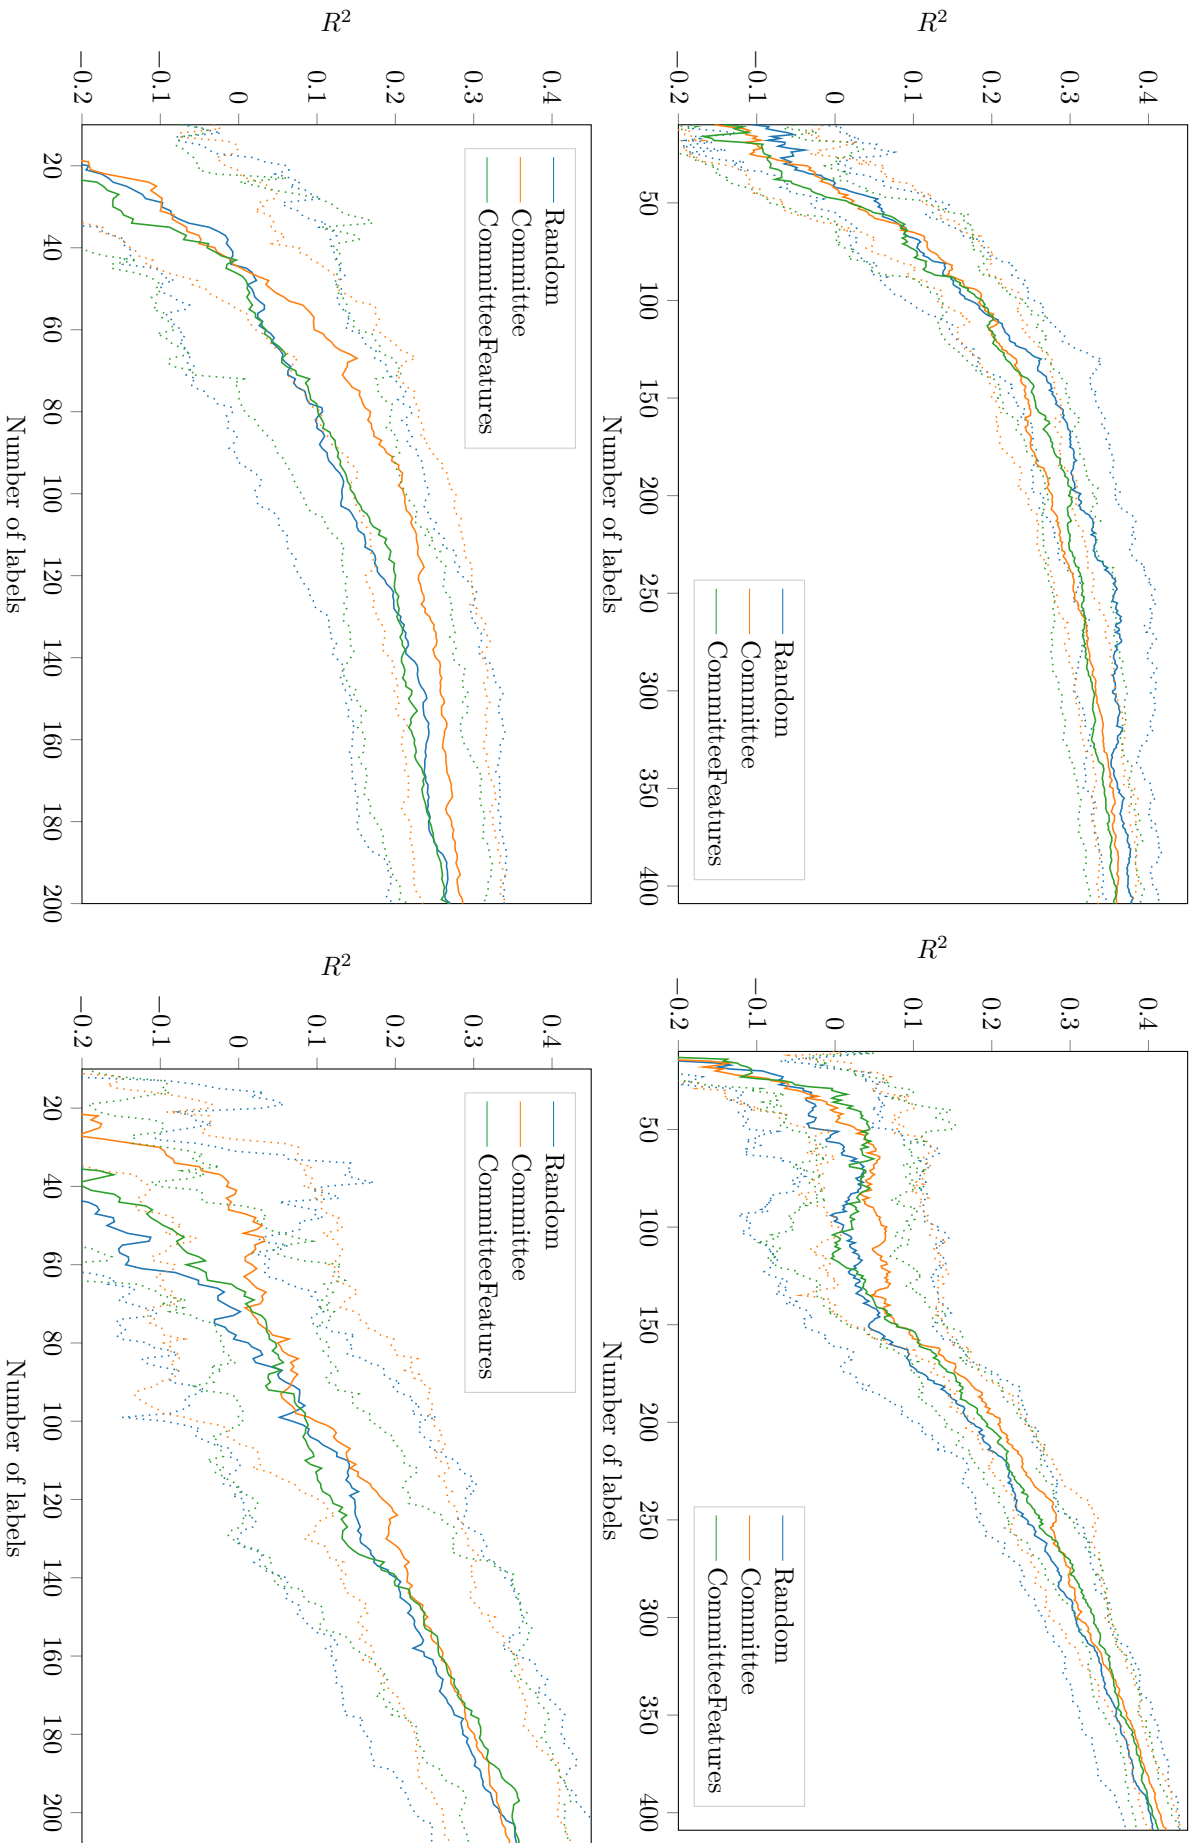 R²
0.4
0.3
0.2
0.1
0
−0.1
−0.2
50 100 150 200 250 300 350 400
Number of labels
Random
Committee
CommitteeFeatures
R²
0.4
0.3
0.2
0.1
0
−0.1
−0.2
50 100 150 200 250 300 350 400
Number of labels
Random
Committee
CommitteeFeatures
R²
0.4
0.3
0.2
0.1
0
−0.1
−0.2
20 40 60 80 100 120 140 160 180 200
Number of labels
Random
Committee
CommitteeFeatures
R²
0.4
0.3
0.2
0.1
0
−0.1
−0.2
20 40 60 80 100 120 140 160 180 200
Number of labels
Random
Committee
CommitteeFeatures